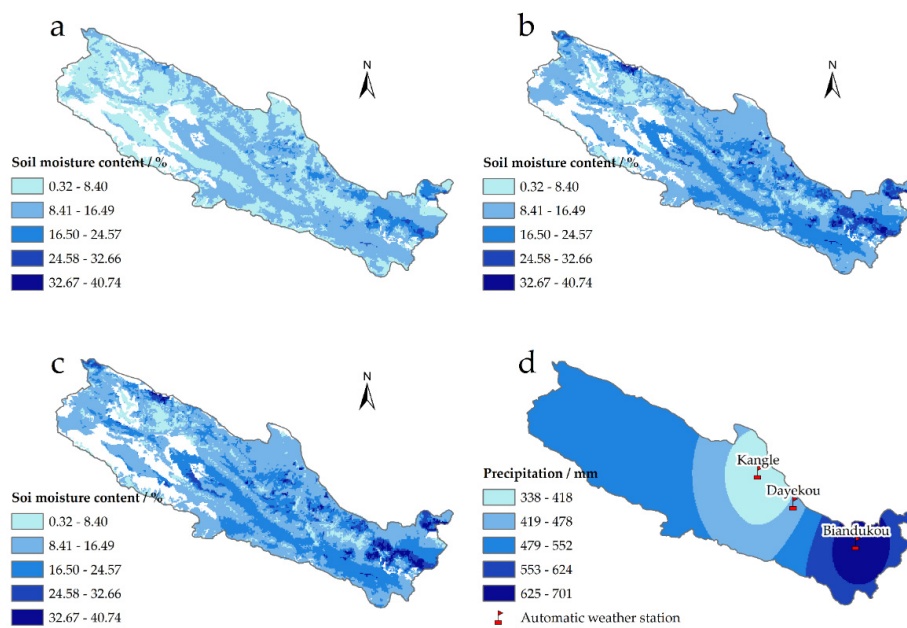 a
N
Soil moisture content / %
0.32 - 8.40
8.41 - 16.49
16.50 - 24.57
24.58 - 32.66
32.67 - 40.74
b
N
Soil moisture content / %
0.32 - 8.40
8.41 - 16.49
16.50 - 24.57
24.58 - 32.66
32.67 - 40.74
c
N
Soi moisture content / %
0.32 - 8.40
8.41 - 16.49
16.50 - 24.57
24.58 - 32.66
32.67 - 40.74
d
N
Kangle
Dayekou
Biandukou
Precipitation / mm
338 - 418
419 - 478
479 - 552
553 - 624
625 - 701
Automatic weather station